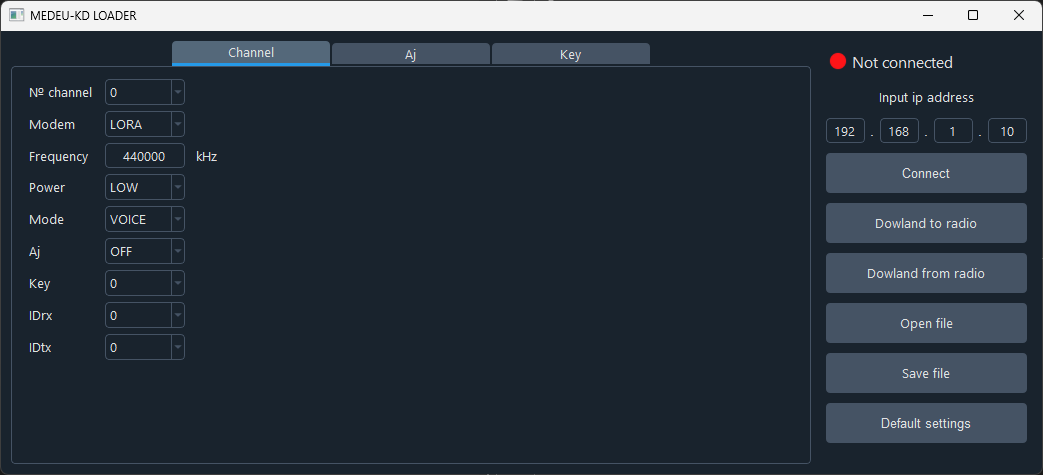 MEDEU-KD LOADER
Channel
Aj
Key
Not connected
Input ip address
192 . 168 . 1 . 10
Nº channel 0
Modem LORA
Frequency 440000 kHz
Power LOW
Mode VOICE
Aj OFF
Key 0
IDrx 0
IDtx 0
Connect
Dowland to radio
Dowland from radio
Open file
Save file
Default settings